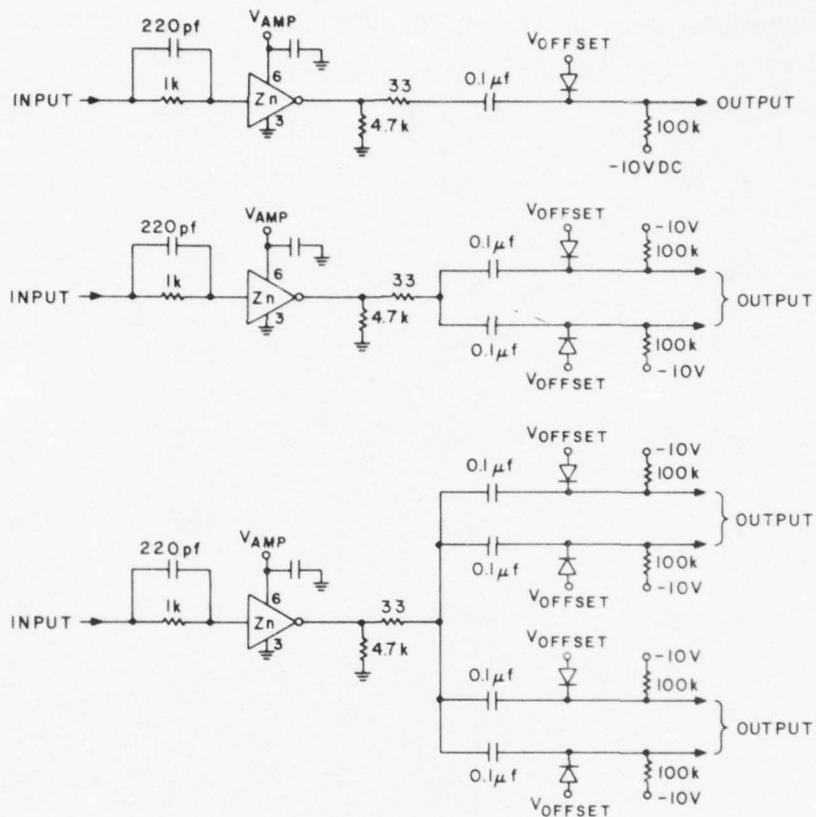 220pf
VAMP
VOFFSET
INPUT
1k
Zn
6
3
33
4.7k
0.1µf
OUTPUT
100k
-10VDC
220pf
VAMP
VOFFSET
-10V
INPUT
1k
Zn
6
3
33
4.7k
0.1µf
100k
OUTPUT
0.1µf
100k
VOFFSET
-10V
VOFFSET
-10V
0.1µf
100k
OUTPUT
220pf
VAMP
0.1µf
100k
VOFFSET
-10V
INPUT
1k
Zn
6
3
33
4.7k
VOFFSET
-10V
0.1µf
100k
OUTPUT
0.1µf
100k
VOFFSET
-10V